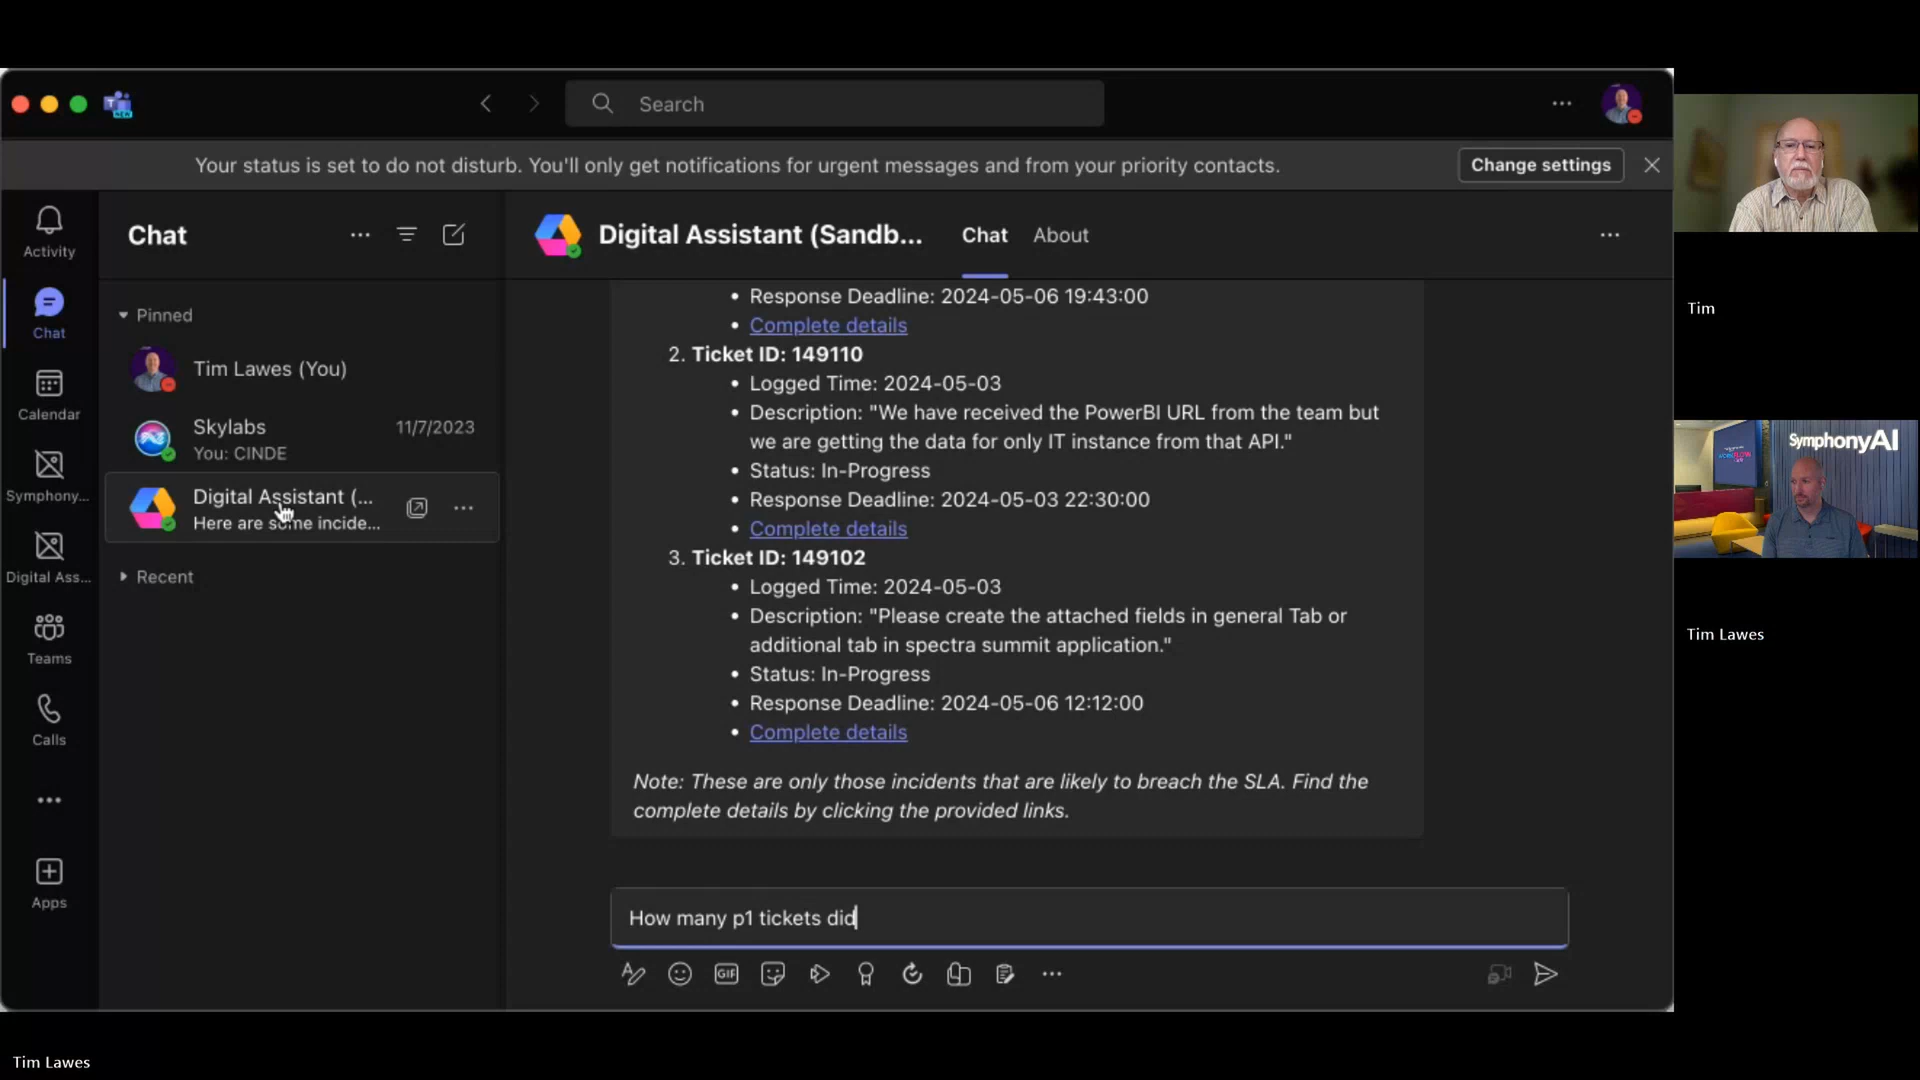 Search
Your status is set to do not disturb. You'll only get notifications for urgent messages and from your priority contacts.
Change settings
Activity
Chat
Calendar
Symphony...
Digital Ass...
Teams
Calls
Apps
Chat
Pinned
Tim Lawes (You)
Skylabs
11/7/2023
You: CINDE
Digital Assistant (...
Here are some incide...
Recent
Digital Assistant (Sandb...
Chat
About
• Response Deadline: 2024-05-06 19:43:00
• Complete details
2. Ticket ID: 149110
• Logged Time: 2024-05-03
• Description: "We have received the PowerBI URL from the team but
we are getting the data for only IT instance from that API."
• Status: In-Progress
• Response Deadline: 2024-05-03 22:30:00
• Complete details
3. Ticket ID: 149102
• Logged Time: 2024-05-03
• Description: "Please create the attached fields in general Tab or
additional tab in spectra summit application."
• Status: In-Progress
• Response Deadline: 2024-05-06 12:12:00
• Complete details
Note: These are only those incidents that are likely to breach the SLA. Find the
complete details by clicking the provided links.
How many p1 tickets did
GIF
Tim
SymphonyAI
Tim Lawes
Tim Lawes